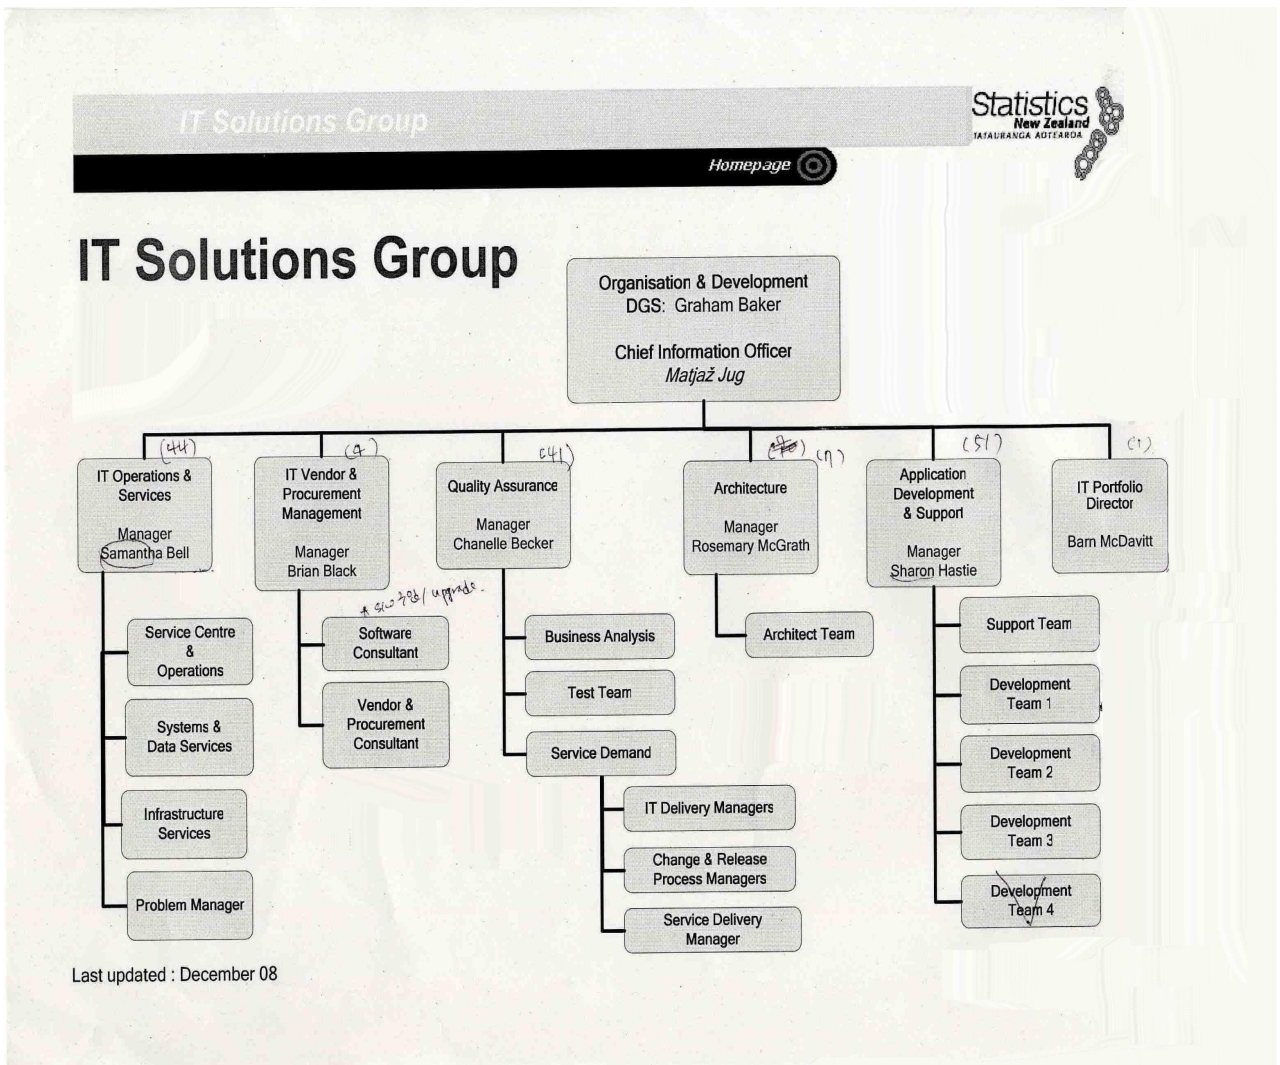 IT Solutions Group
Statistics
New Zealand
TATAURANGA AOTEAROA
Homepage
IT Solutions Group
Organisation & Development
DGS: Graham Baker
Chief Information Officer
Matjaž Jug
(44)
IT Operations &
Services
Manager
Samantha Bell
Service Centre
&
Operations
Systems &
Data Services
Infrastructure
Services
Problem Manager
IT Vendor &
Procurement
Management
Manager
Brian Black
upgrade
Software
Consultant
Vendor &
Procurement
Consultant
(41)
Quality Assurance
Manager
Chanelle Becker
Business Analysis
Test Team
Service Demand
IT Delivery Managers
Change & Release
Process Managers
Service Delivery
Manager
Architecture
Manager
Rosemary McGrath
Architect Team
(51)
Application
Development
& Support
Manager
Sharon Hastie
Support Team
Development
Team 1
Development
Team 2
Development
Team 3
Development
Team 4
(1)
IT Portfolio
Director
Barn McDavitt
Last updated : December 08